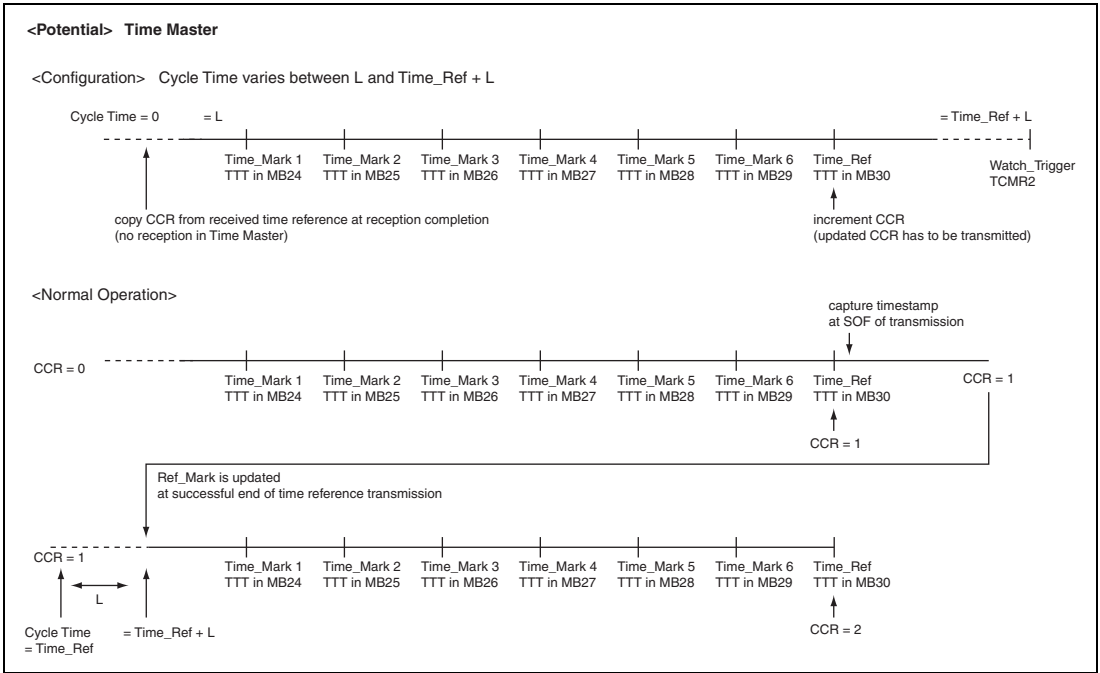 <Potential> Time Master
<Configuration> Cycle Time varies between L and Time_Ref + L
Cycle Time = 0 = L = Time_Ref + L
Time_Mark 1 Time_Mark 2 Time_Mark 3 Time_Mark 4 Time_Mark 5 Time_Mark 6 Time_Ref
TTT in MB24 TTT in MB25 TTT in MB26 TTT in MB27 TTT in MB28 TTT in MB29 TTT in MB30
Watch_Trigger
TCMR2
copy CCR from received time reference at reception completion
(no reception in Time Master)
increment CCR
(updated CCR has to be transmitted)
<Normal Operation>
capture timestamp
at SOF of transmission
CCR = 0
Time_Mark 1 Time_Mark 2 Time_Mark 3 Time_Mark 4 Time_Mark 5 Time_Mark 6 Time_Ref
TTT in MB24 TTT in MB25 TTT in MB26 TTT in MB27 TTT in MB28 TTT in MB29 TTT in MB30
CCR = 1
CCR = 1
Ref_Mark is updated
at successful end of time reference transmission
CCR = 1
Time_Mark 1 Time_Mark 2 Time_Mark 3 Time_Mark 4 Time_Mark 5 Time_Mark 6 Time_Ref
TTT in MB24 TTT in MB25 TTT in MB26 TTT in MB27 TTT in MB28 TTT in MB29 TTT in MB30
L
Cycle Time
= Time_Ref
= Time_Ref + L
CCR = 2